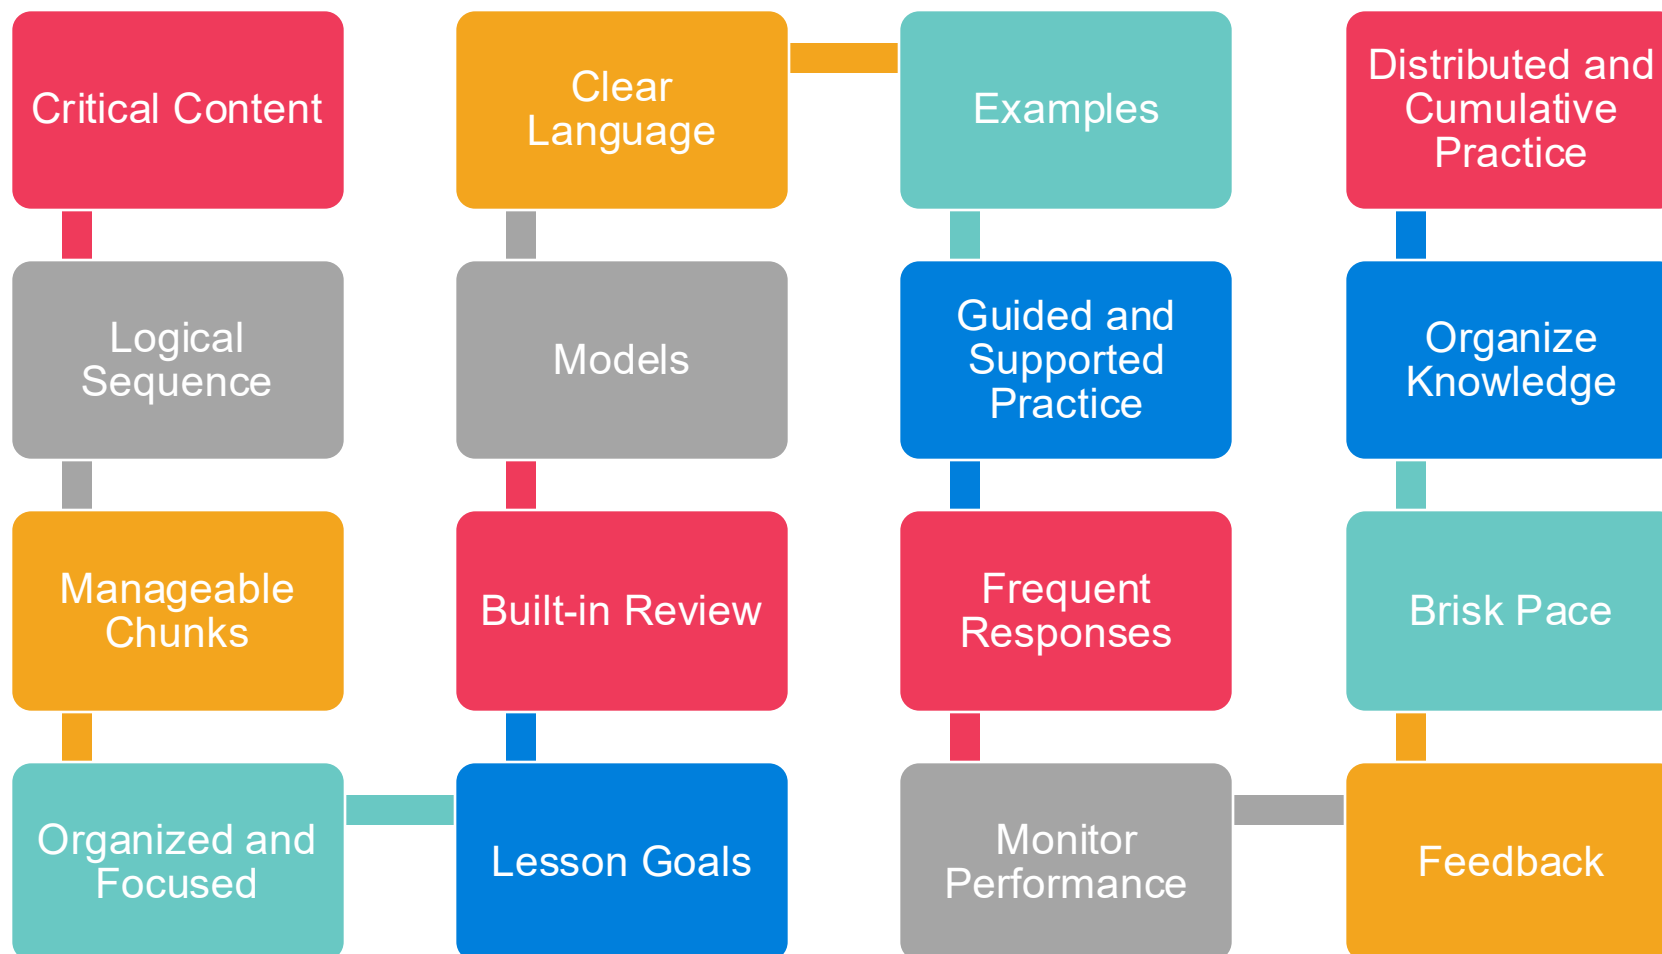 Critical Content
Logical
Sequence
Manageable
Chunks
Organized and
Focused
Lesson Goals
Built-in Review
Models
Clear
Language
Examples
Guided and
Supported
Practice
Frequent
Responses
Monitor
Performance
Feedback
Brisk Pace
Organize
Knowledge
Distributed and
Cumulative
Practice